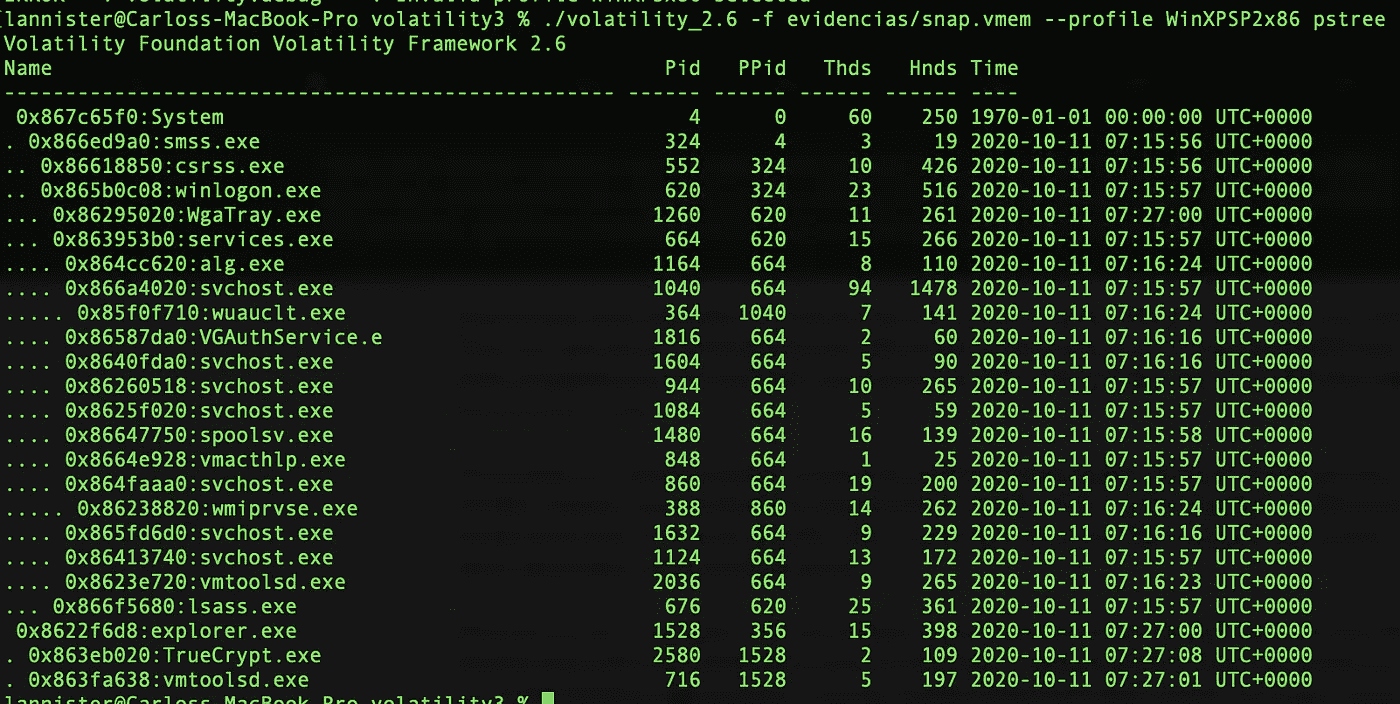 lannister@Carloss-MacBook-Pro volatility3 % ./volatility_2.6 -f evidencias/snap.vmem --profile WinXPSP2x86 pstree
Volatility Foundation Volatility Framework 2.6
Name Pid PPid Thds Hnds Time
-------------------------------------------------- ------ ------ ------ ------ ----
0x867c65f0:System 4 0 60 250 1970-01-01 00:00:00 UTC+0000
. 0x866ed9a0:smss.exe 324 4 3 19 2020-10-11 07:15:56 UTC+0000
.. 0x86618850:csrss.exe 552 324 10 426 2020-10-11 07:15:56 UTC+0000
.. 0x865b0c08:winlogon.exe 620 324 23 516 2020-10-11 07:15:57 UTC+0000
... 0x86295020:WgaTray.exe 1260 620 11 261 2020-10-11 07:27:00 UTC+0000
... 0x863953b0:services.exe 664 620 15 266 2020-10-11 07:15:57 UTC+0000
.... 0x864cc620:alg.exe 1164 664 8 110 2020-10-11 07:16:24 UTC+0000
.... 0x866a4020:svchost.exe 1040 664 94 1478 2020-10-11 07:15:57 UTC+0000
..... 0x85f0f710:wuauclt.exe 364 1040 7 141 2020-10-11 07:16:24 UTC+0000
.... 0x86587da0:VGAuthService.e 1816 664 2 60 2020-10-11 07:16:16 UTC+0000
.... 0x8640fda0:svchost.exe 1604 664 5 90 2020-10-11 07:16:16 UTC+0000
.... 0x86260518:svchost.exe 944 664 10 265 2020-10-11 07:15:57 UTC+0000
.... 0x8625f020:svchost.exe 1084 664 5 59 2020-10-11 07:15:57 UTC+0000
.... 0x86647750:spoolsv.exe 1480 664 16 139 2020-10-11 07:15:58 UTC+0000
.... 0x8664e928:vmacthlp.exe 848 664 1 25 2020-10-11 07:15:57 UTC+0000
.... 0x864faaa0:svchost.exe 860 664 19 200 2020-10-11 07:15:57 UTC+0000
..... 0x86238820:wmiprvse.exe 388 860 14 262 2020-10-11 07:16:24 UTC+0000
.... 0x865fd6d0:svchost.exe 1632 664 9 229 2020-10-11 07:16:16 UTC+0000
.... 0x86413740:svchost.exe 1124 664 13 172 2020-10-11 07:15:57 UTC+0000
.... 0x8623e720:vmtoolsd.exe 2036 664 9 265 2020-10-11 07:16:23 UTC+0000
... 0x866f5680:lsass.exe 676 620 25 361 2020-10-11 07:15:57 UTC+0000
0x8622f6d8:explorer.exe 1528 356 15 398 2020-10-11 07:27:00 UTC+0000
. 0x863eb020:TrueCrypt.exe 2580 1528 2 109 2020-10-11 07:27:08 UTC+0000
. 0x863fa638:vmtoolsd.exe 716 1528 5 197 2020-10-11 07:27:01 UTC+0000
lannister@Carloss-MacBook-Pro volatility3 %